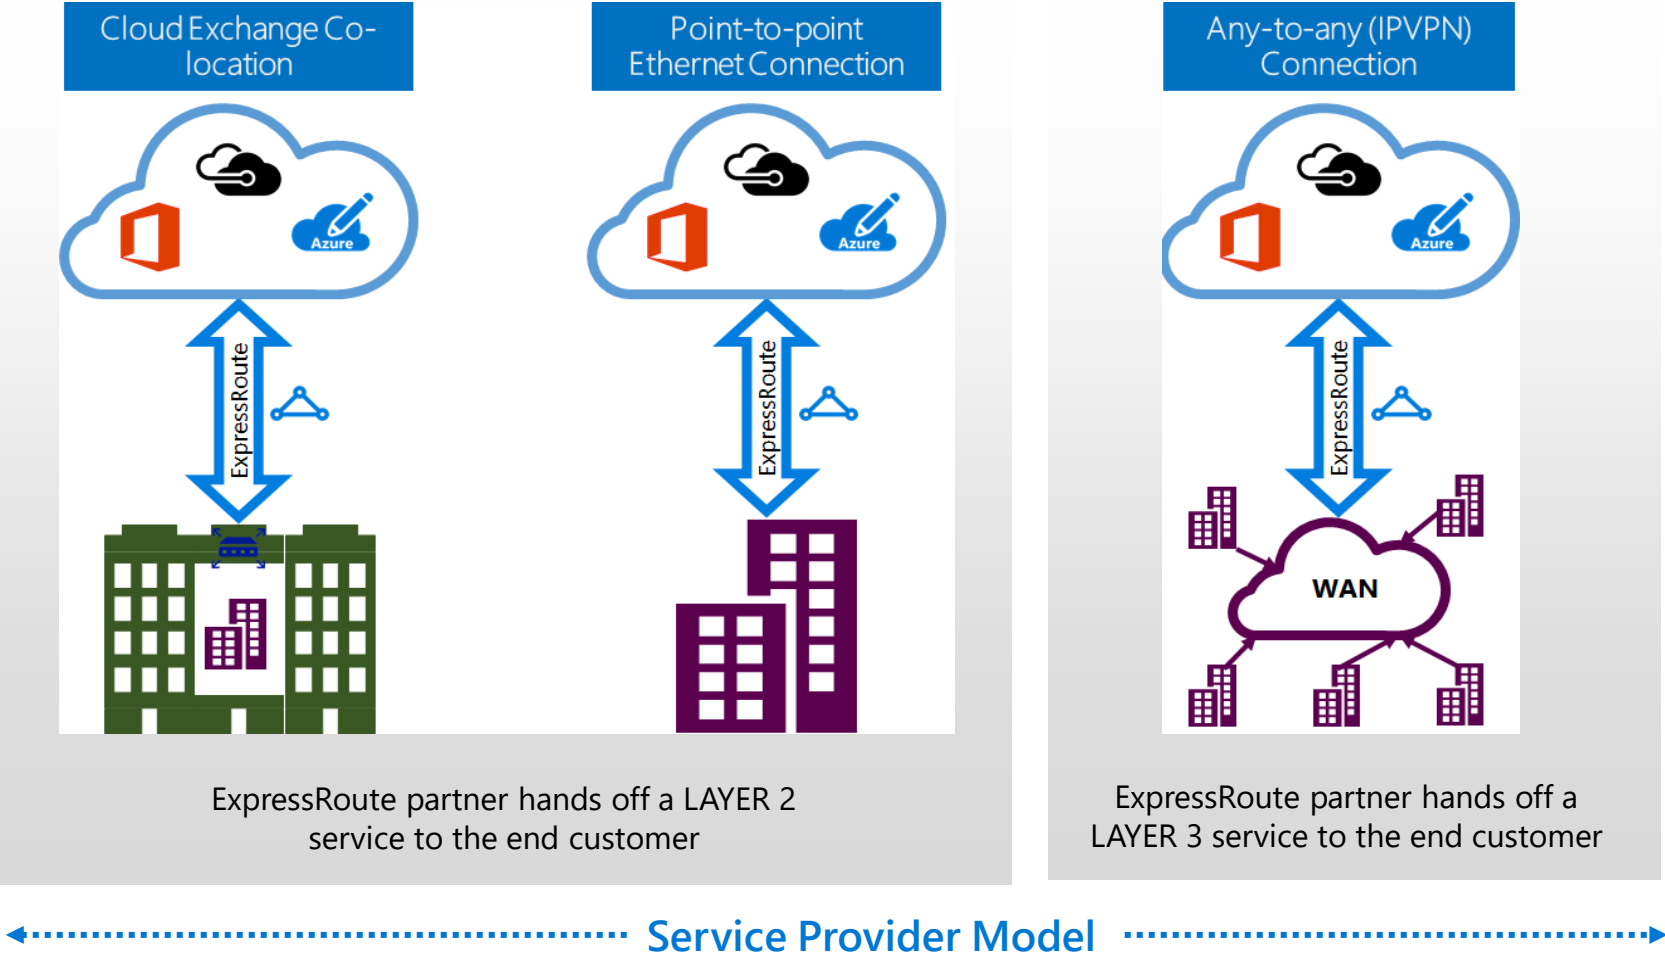 Cloud Exchange Co-
location
Point-to-point
Ethernet Connection
Any-to-any (IPVPN)
Connection
Azure
Azure
Azure
ExpressRoute
ExpressRoute
ExpressRoute
WAN
ExpressRoute partner hands off a LAYER 2
service to the end customer
ExpressRoute partner hands off a
LAYER 3 service to the end customer
Service Provider Model